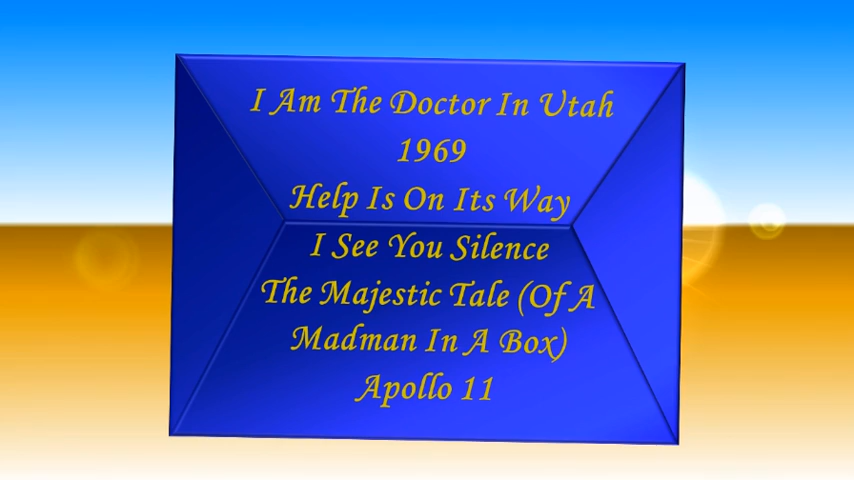 I Am The Doctor In Utah
1969
Help Is On Its Way
I See You Silence
The Majestic Tale (Of A
Madman In A Box)
Apollo 11